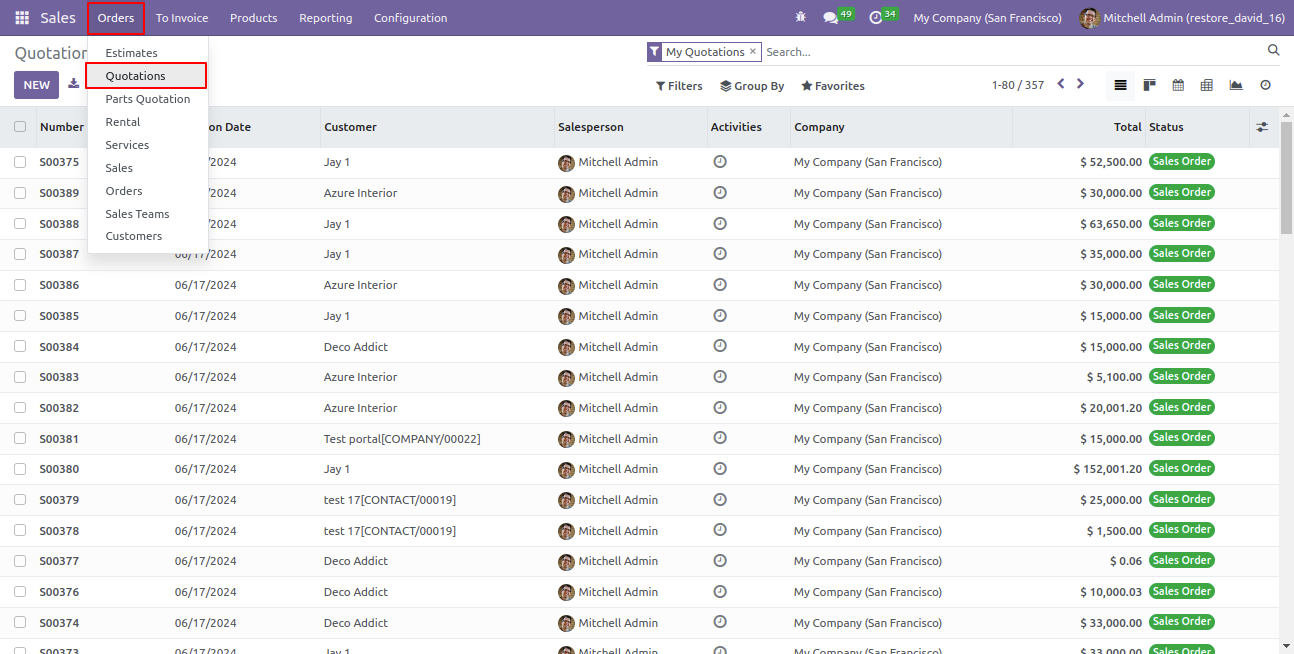 Sales Orders To Invoice Products Reporting Configuration 49 34 My Company (San Francisco) Mitchell Admin (restore_david_16)
Quotation My Quotations × Search...
NEW Filters Group By Favorites 1-80 / 357
Estimates
Quotations
Parts Quotation
Rental
Services
Sales
Orders
Sales Teams
Customers
Number on Date Customer Salesperson Activities Company Total Status
S00375 /2024 Jay 1 Mitchell Admin My Company (San Francisco) $ 52,500.00 Sales Order
S00389 /2024 Azure Interior Mitchell Admin My Company (San Francisco) $ 30,000.00 Sales Order
S00388 /2024 Jay 1 Mitchell Admin My Company (San Francisco) $ 63,650.00 Sales Order
S00387 06/17/2024 Jay 1 Mitchell Admin My Company (San Francisco) $ 35,000.00 Sales Order
S00386 06/17/2024 Azure Interior Mitchell Admin My Company (San Francisco) $ 30,000.00 Sales Order
S00385 06/17/2024 Jay 1 Mitchell Admin My Company (San Francisco) $ 15,000.00 Sales Order
S00384 06/17/2024 Deco Addict Mitchell Admin My Company (San Francisco) $ 15,000.00 Sales Order
S00383 06/17/2024 Azure Interior Mitchell Admin My Company (San Francisco) $ 5,100.00 Sales Order
S00382 06/17/2024 Azure Interior Mitchell Admin My Company (San Francisco) $ 20,001.20 Sales Order
S00381 06/17/2024 Test portal[COMPANY/00022] Mitchell Admin My Company (San Francisco) $ 15,000.00 Sales Order
S00380 06/17/2024 Jay 1 Mitchell Admin My Company (San Francisco) $ 152,001.20 Sales Order
S00379 06/17/2024 test 17[CONTACT/00019] Mitchell Admin My Company (San Francisco) $ 25,000.00 Sales Order
S00378 06/17/2024 test 17[CONTACT/00019] Mitchell Admin My Company (San Francisco) $ 1,500.00 Sales Order
S00377 06/17/2024 Deco Addict Mitchell Admin My Company (San Francisco) $ 0.06 Sales Order
S00376 06/17/2024 Deco Addict Mitchell Admin My Company (San Francisco) $ 10,000.03 Sales Order
S00374 06/17/2024 Deco Addict Mitchell Admin My Company (San Francisco) $ 33,000.00 Sales Order
S00373 06/17/2024 Jay 1 Mitchell Admin My Company (San Francisco) $ 33,000.00 Sales Order